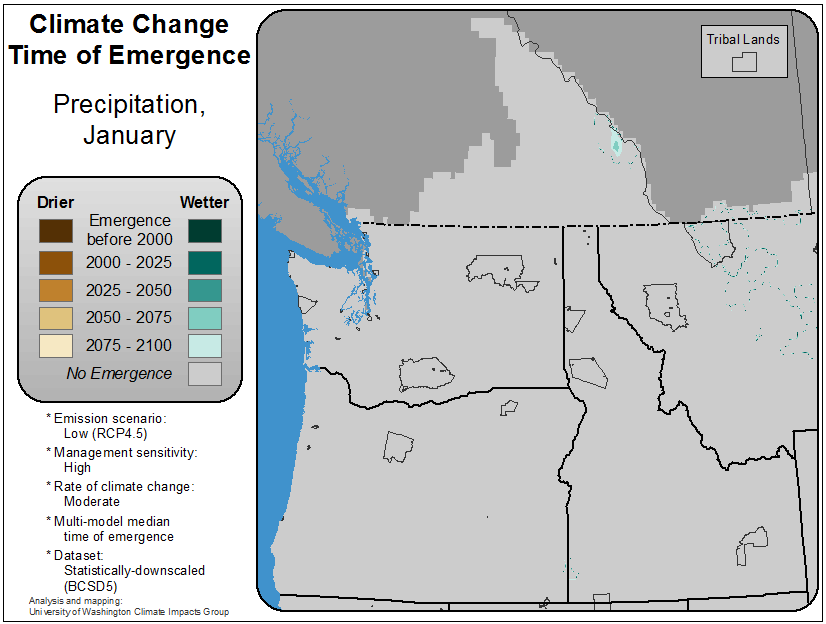 Climate Change
Time of Emergence
Precipitation,
January
Tribal Lands
Drier
Wetter
Emergence
before 2000
2000 - 2025
2025 - 2050
2050 - 2075
2075 - 2100
No Emergence
* Emission scenario:
Low (RCP4.5)
* Management sensitivity:
High
* Rate of climate change:
Moderate
* Multi-model median
time of emergence
* Dataset:
Statistically-downscaled
(BCSD5)
Analysis and mapping:
University of Washington Climate Impacts Group